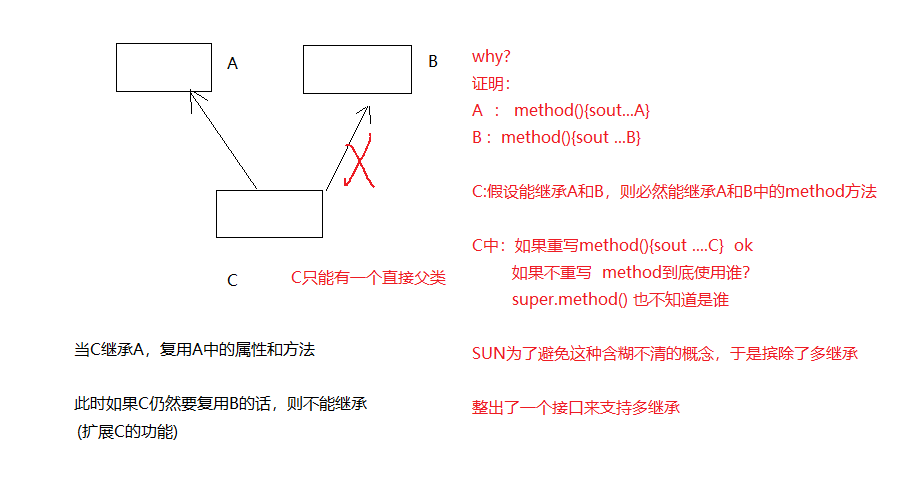 A
B
C
C只能有一个直接父类
当C继承A，复用A中的属性和方法
此时如果C仍然要复用B的话，则不能继承
(扩展C的功能)
why?
证明：
A ： method(){sout...A}
B：method(){sout ...B}
C:假设能继承A和B，则必然能继承A和B中的method方法
C中：如果重写method(){sout ....C} ok
如果不重写 method到底使用谁?
super.method() 也不知道是谁
SUN为了避免这种含糊不清的概念，于是摈除了多继承
整出了一个接口来支持多继承